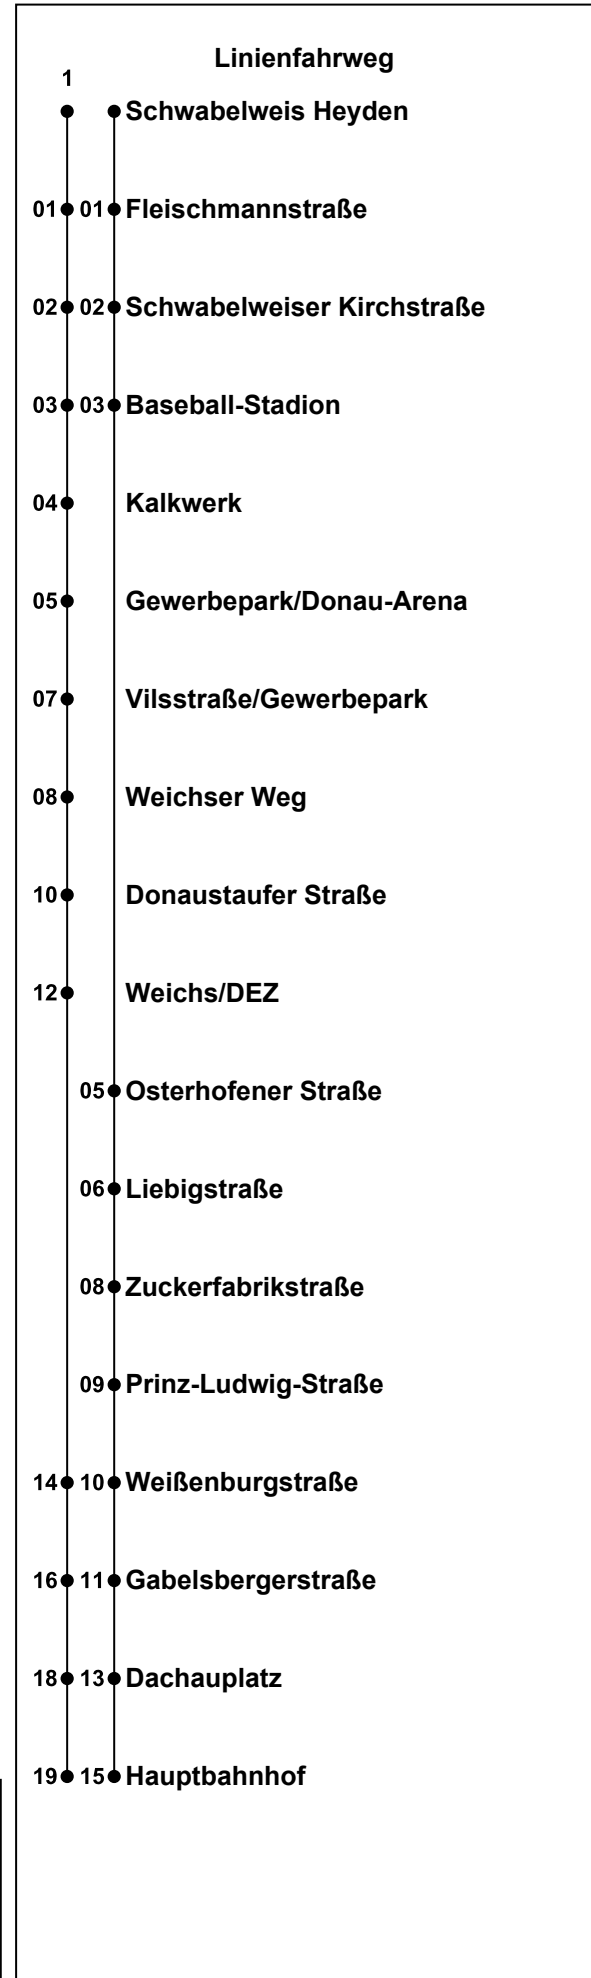 Linienfahrweg
1
Schwabelweis Heyden
01 01 Fleischmannstraße
02 02 Schwabelweiser Kirchstraße
03 03 Baseball-Stadion
04 Kalkwerk
05 Gewerbepark/Donau-Arena
07 Vilsstraße/Gewerbepark
08 Weichser Weg
10 Donaustaufer Straße
12 Weichs/DEZ
05 Osterhofener Straße
06 Liebigstraße
08 Zuckerfabrikstraße
09 Prinz-Ludwig-Straße
14 10 Weißenburgstraße
16 11 Gabelsbergerstraße
18 13 Dachauplatz
19 15 Hauptbahnhof